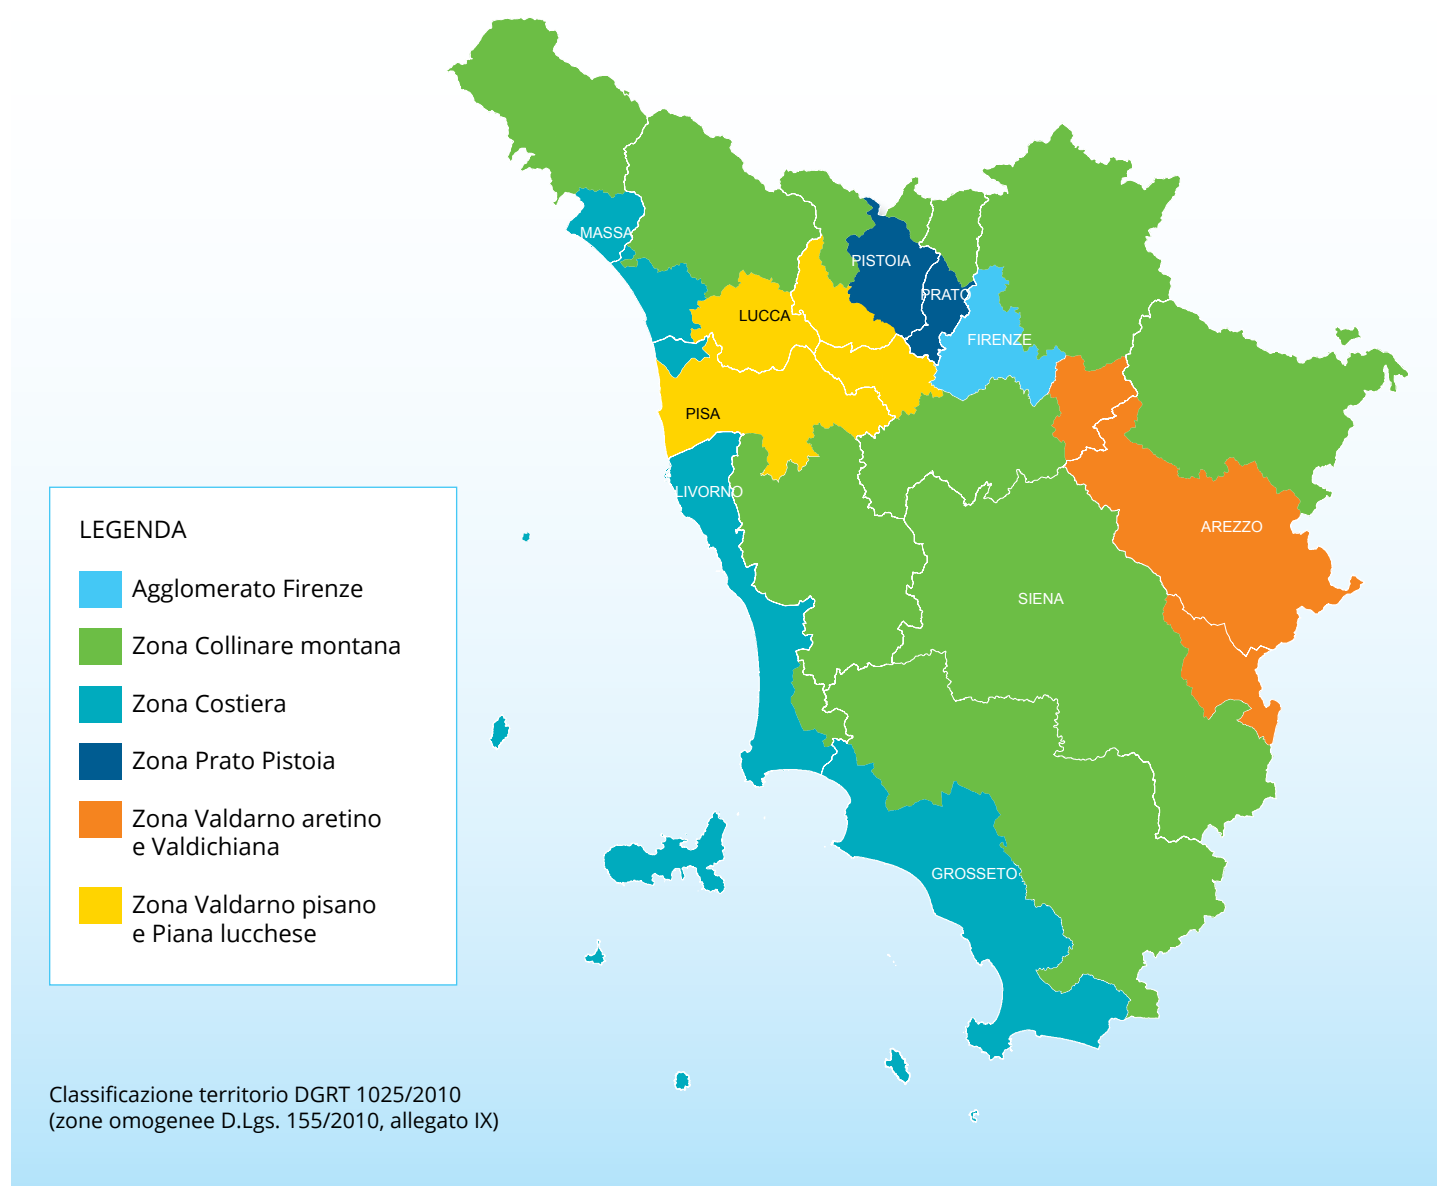 MASSA
PISTOIA
PRATO
LUCCA
FIRENZE
PISA
LIVORNO
AREZZO
SIENA
GROSSETO
LEGENDA
Agglomerato Firenze
Zona Collinare montana
Zona Costiera
Zona Prato Pistoia
Zona Valdarno aretino
e Valdichiana
Zona Valdarno pisano
e Piana lucchese
Classificazione territorio DGRT 1025/2010
(zone omogenee D.Lgs. 155/2010, allegato IX)